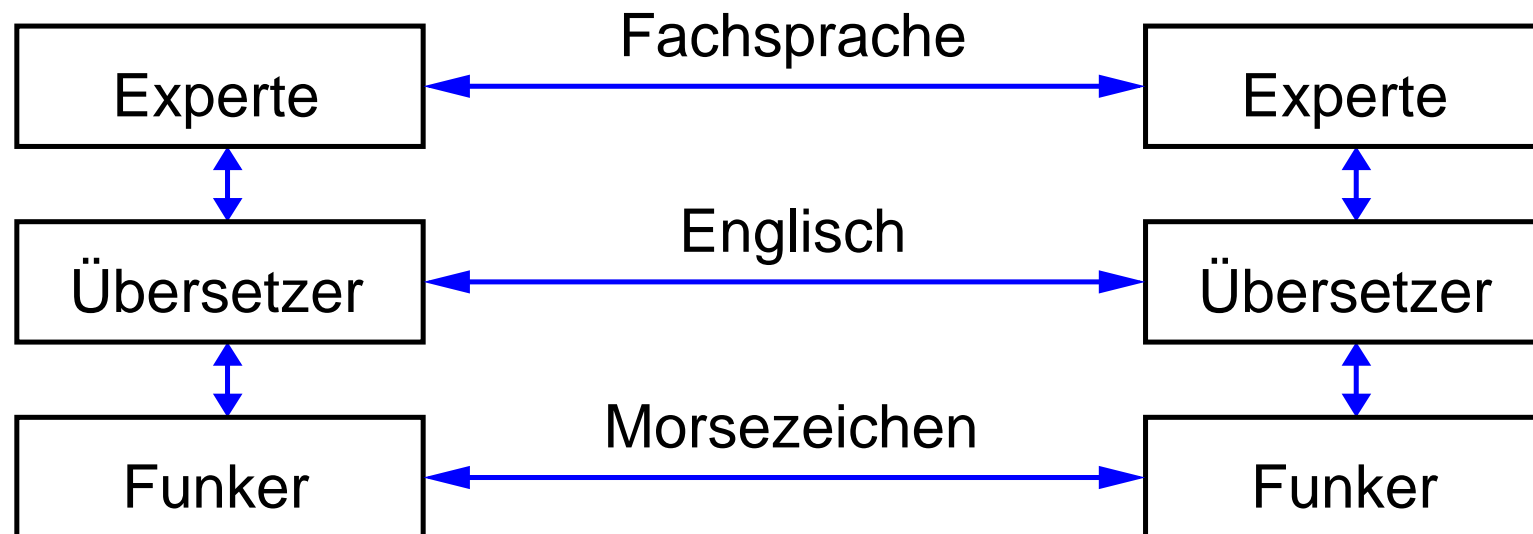 Fachsprache
Experte
Experte
Englisch
Übersetzer
Übersetzer
Morsezeichen
Funker
Funker